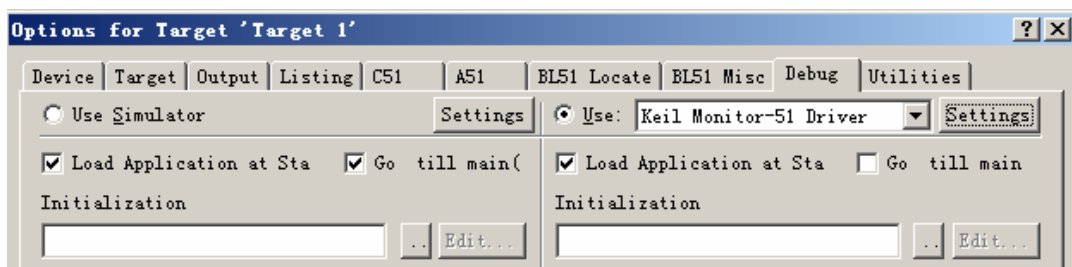 Options for Target 'Target 1'
Device Target Output Listing C51 A51 BL51 Locate BL51 Misc Debug Utilities
Use Simulator Settings Use: Keil Monitor-51 Driver Settings
Load Application at Sta Go till main( Load Application at Sta Go till main
Initialization Initialization
.. Edit... .. Edit...